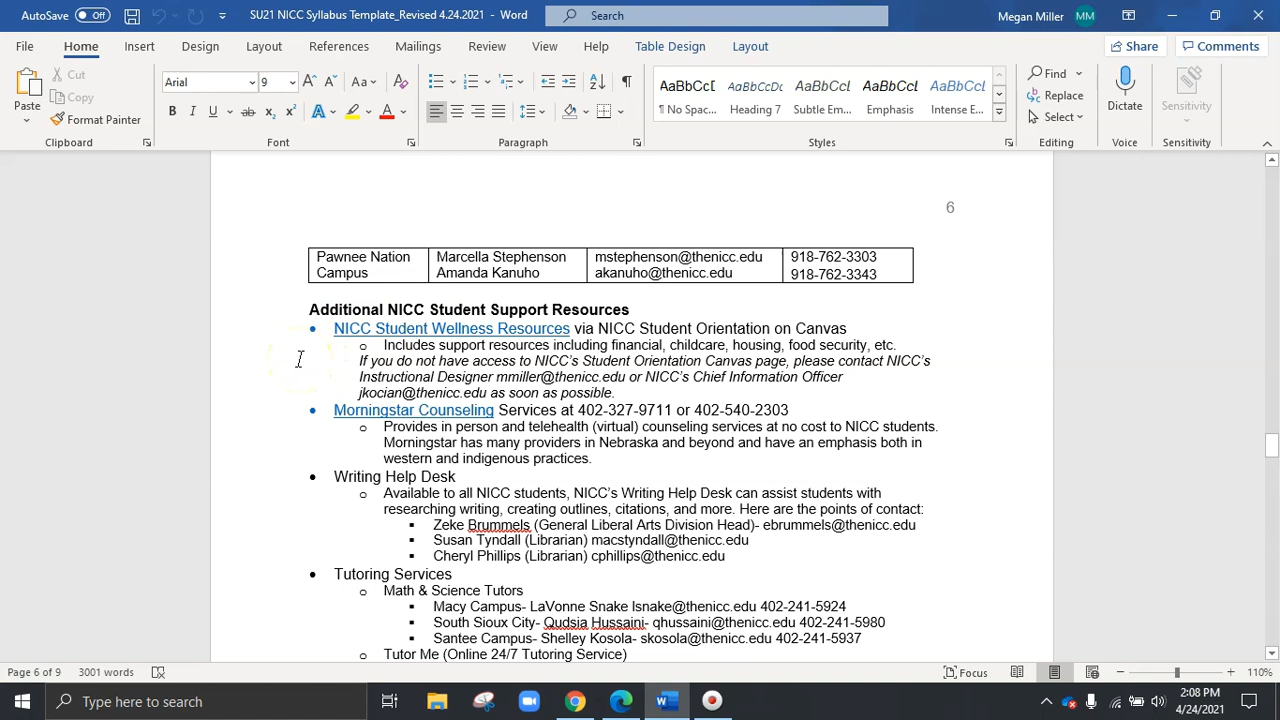 AutoSave Off SU21 NICC Syllabus Template_Revised 4.24.2021 - Word Search Megan Miller MM
File Home Insert Design Layout References Mailings Review View Help Table Design Layout Share Comments
Paste Cut Copy Format Painter
Arial 9
AaBbCcD AaBbCcDc AaBbCcL AaBbCcI AaBbCcI
¶ No Spac... Heading 7 Subtle Em... Emphasis Intense E...
Find Replace Select
Dictate Sensitivity
Clipboard Font Paragraph Styles Editing Voice Sensitivity
6
Pawnee Nation Marcella Stephenson mstephenson@thenicc.edu 918-762-3303
Campus Amanda Kanuho akanuho@thenicc.edu 918-762-3343
Additional NICC Student Support Resources
• NICC Student Wellness Resources via NICC Student Orientation on Canvas
o Includes support resources including financial, childcare, housing, food security, etc.
If you do not have access to NICC's Student Orientation Canvas page, please contact NICC's
Instructional Designer mmiller@thenicc.edu or NICC's Chief Information Officer
jkocian@thenicc.edu as soon as possible.
• Morningstar Counseling Services at 402-327-9711 or 402-540-2303
o Provides in person and telehealth (virtual) counseling services at no cost to NICC students.
Morningstar has many providers in Nebraska and beyond and have an emphasis both in
western and indigenous practices.
• Writing Help Desk
o Available to all NICC students, NICC's Writing Help Desk can assist students with
researching writing, creating outlines, citations, and more. Here are the points of contact:
▪ Zeke Brummels (General Liberal Arts Division Head)- ebrummels@thenicc.edu
▪ Susan Tyndall (Librarian) macstyndall@thenicc.edu
▪ Cheryl Phillips (Librarian) cphillips@thenicc.edu
• Tutoring Services
o Math & Science Tutors
▪ Macy Campus- LaVonne Snake lsnake@thenicc.edu 402-241-5924
▪ South Sioux City- Qudsia Hussaini- qhussaini@thenicc.edu 402-241-5980
▪ Santee Campus- Shelley Kosola- skosola@thenicc.edu 402-241-5937
o Tutor Me (Online 24/7 Tutoring Service)
Page 6 of 9 3001 words Focus 110%
Type here to search
2:08 PM
4/24/2021